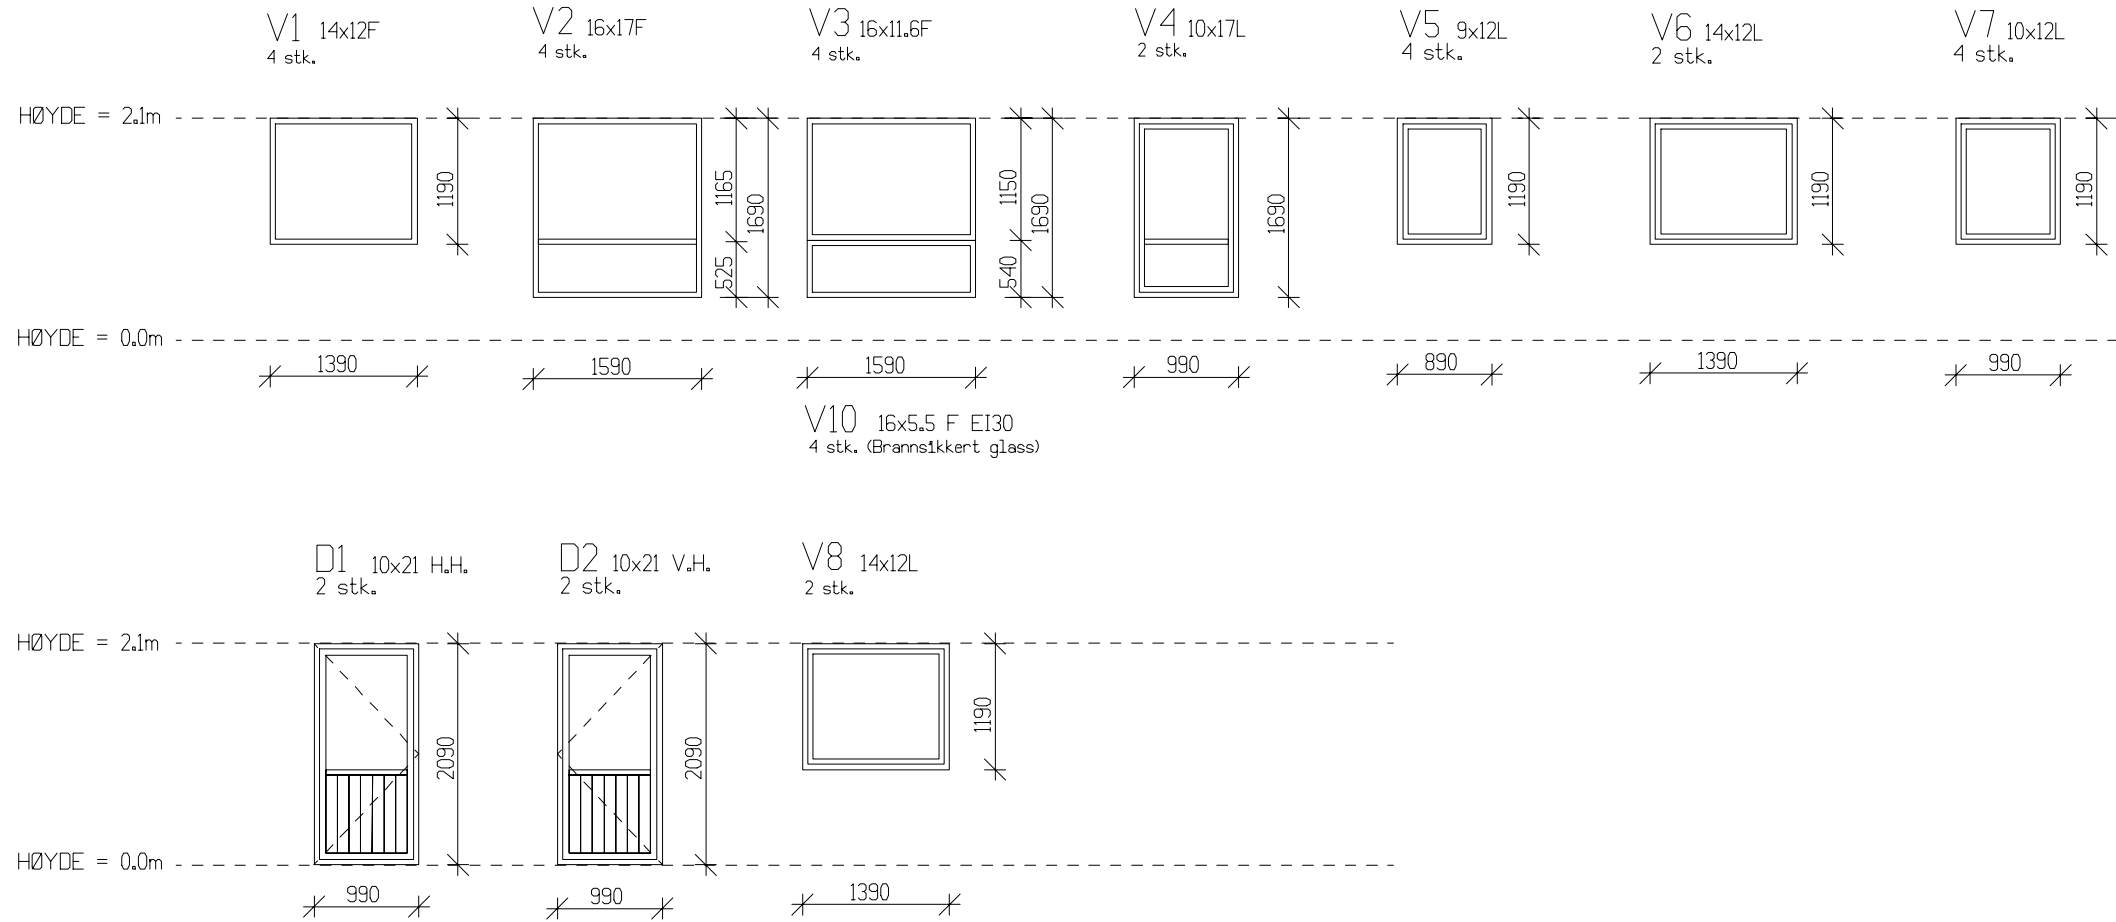 V1 14x12F
4 stk.
V2 16x17F
4 stk.
V3 16x11.6F
4 stk.
V4 10x17L
2 stk.
V5 9x12L
4 stk.
V6 14x12L
2 stk.
V7 10x12L
4 stk.
HØYDE = 2.1m
1190
1165
525
1690
1150
540
1690
1690
1190
1190
1190
HØYDE = 0.0m
1390
1590
1590
990
890
1390
990
V10 16x5.5 F EI30
4 stk. (Brannsikkert glass)
D1 10x21 H.H.
2 stk.
D2 10x21 V.H.
2 stk.
V8 14x12L
2 stk.
HØYDE = 2.1m
2090
2090
1190
HØYDE = 0.0m
990
990
1390